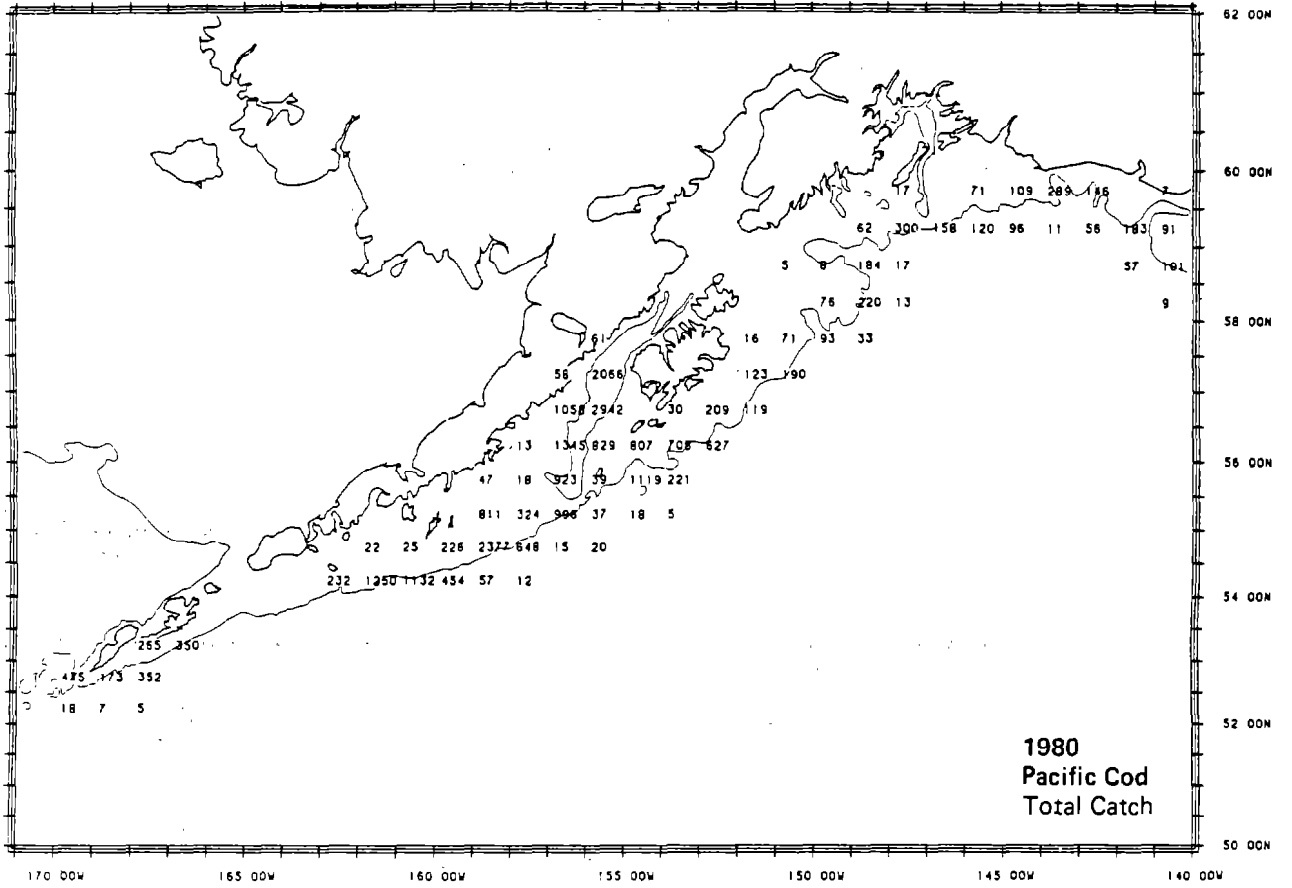 62 00N
60 00N
17 71 109 289 146
62 300 158 120 96 11 56 183 91
5 8 184 17 57 101
76 220 13 9
58 00N
61 16 71 93 33
58 2066 123 190
1058 2942 30 209 119
13 1345 829 807 708 627
56 00N
47 18 923 39 1119 221
811 324 996 37 18 5
22 25 226 2377 648 15 20
232 1250 1132 454 57 12
54 00N
265 350
173 352
18 7 5
52 00N
1980
Pacific Cod
Total Catch
50 00N
170 00W 165 00W 160 00W 155 00W 150 00W 145 00W 140 00W